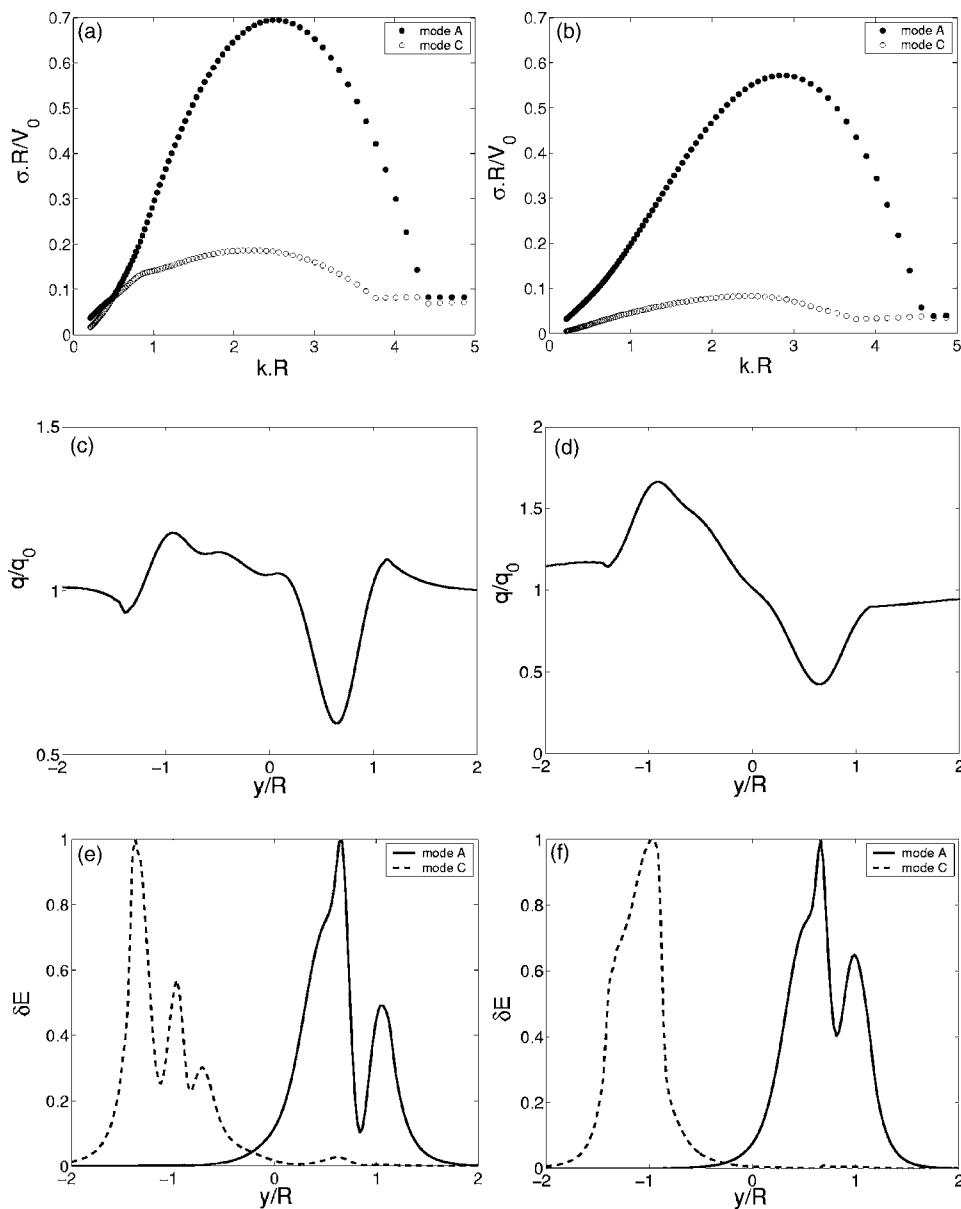 (a)
mode A
mode C
σ.R/V0
0.7
0.6
0.5
0.4
0.3
0.2
0.1
0
0 1 2 3 4 5
k.R
(b)
mode A
mode C
σ.R/V0
0.7
0.6
0.5
0.4
0.3
0.2
0.1
0
0 1 2 3 4 5
k.R
(c)
q/q0
1.5
1
0.5
−2 −1 0 1 2
y/R
(d)
q/q0
2
1.5
1
0.5
0
−2 −1 0 1 2
y/R
(e)
mode A
mode C
δE
1
0.8
0.6
0.4
0.2
0
−2 −1 0 1 2
y/R
(f)
mode A
mode C
δE
1
0.8
0.6
0.4
0.2
0
−2 −1 0 1 2
y/R